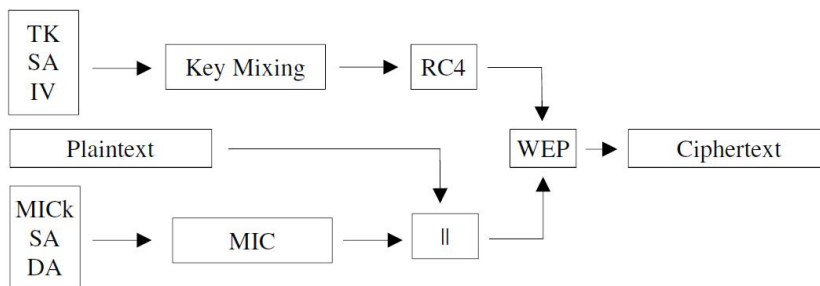 TK
SA
IV
Key Mixing
RC4
Plaintext
WEP
Ciphertext
MICk
SA
DA
MIC
||